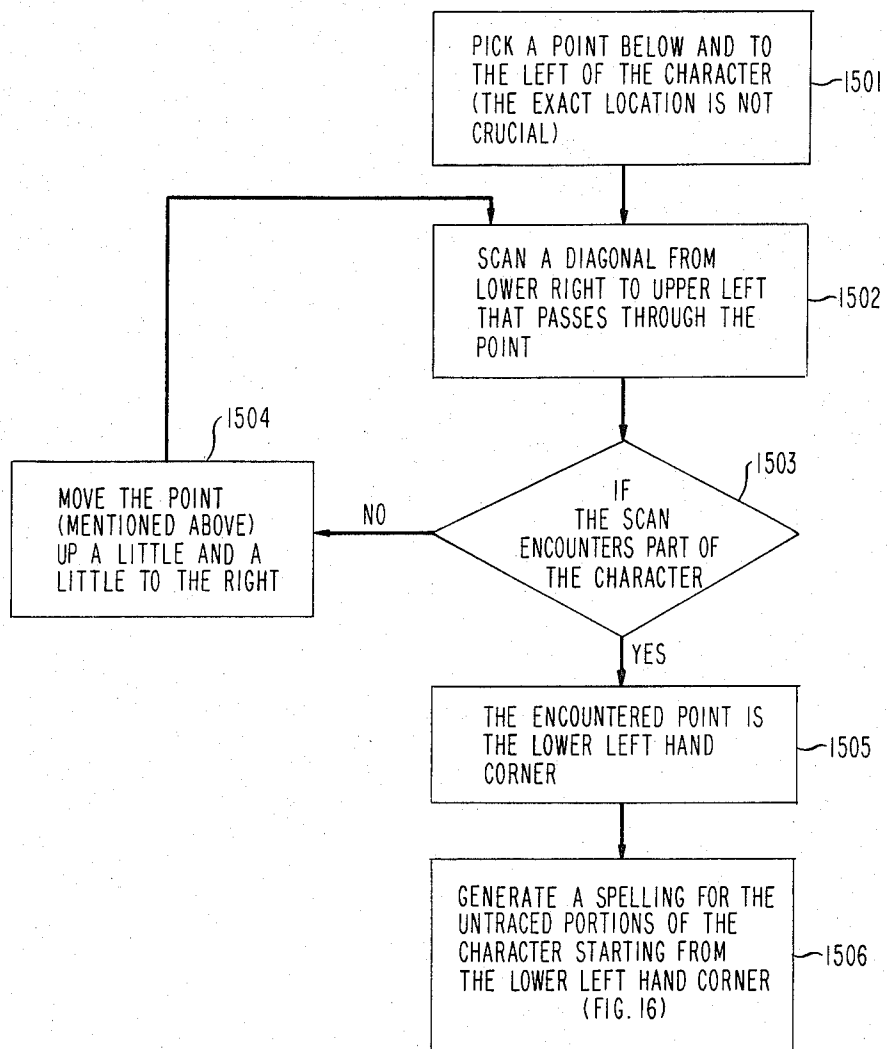 PICK A POINT BELOW AND TO
THE LEFT OF THE CHARACTER
(THE EXACT LOCATION IS NOT
CRUCIAL)
1501
SCAN A DIAGONAL FROM
LOWER RIGHT TO UPPER LEFT
THAT PASSES THROUGH THE
POINT
1502
1503
IF
THE SCAN
ENCOUNTERS PART OF
THE CHARACTER
NO
1504
MOVE THE POINT
(MENTIONED ABOVE)
UP A LITTLE AND A
LITTLE TO THE RIGHT
YES
THE ENCOUNTERED POINT IS
THE LOWER LEFT HAND
CORNER
1505
GENERATE A SPELLING FOR THE
UNTRACED PORTIONS OF THE
CHARACTER STARTING FROM
THE LOWER LEFT HAND CORNER
(FIG. 16)
1506